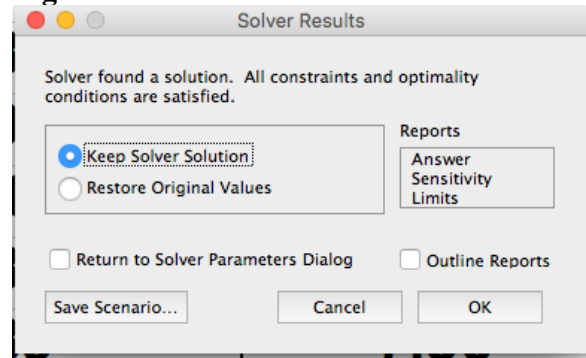 Solver Results
Solver found a solution. All constraints and optimality
conditions are satisfied.
Reports
Keep Solver Solution
Restore Original Values
Answer
Sensitivity
Limits
Return to Solver Parameters Dialog
Outline Reports
Save Scenario...
Cancel
OK